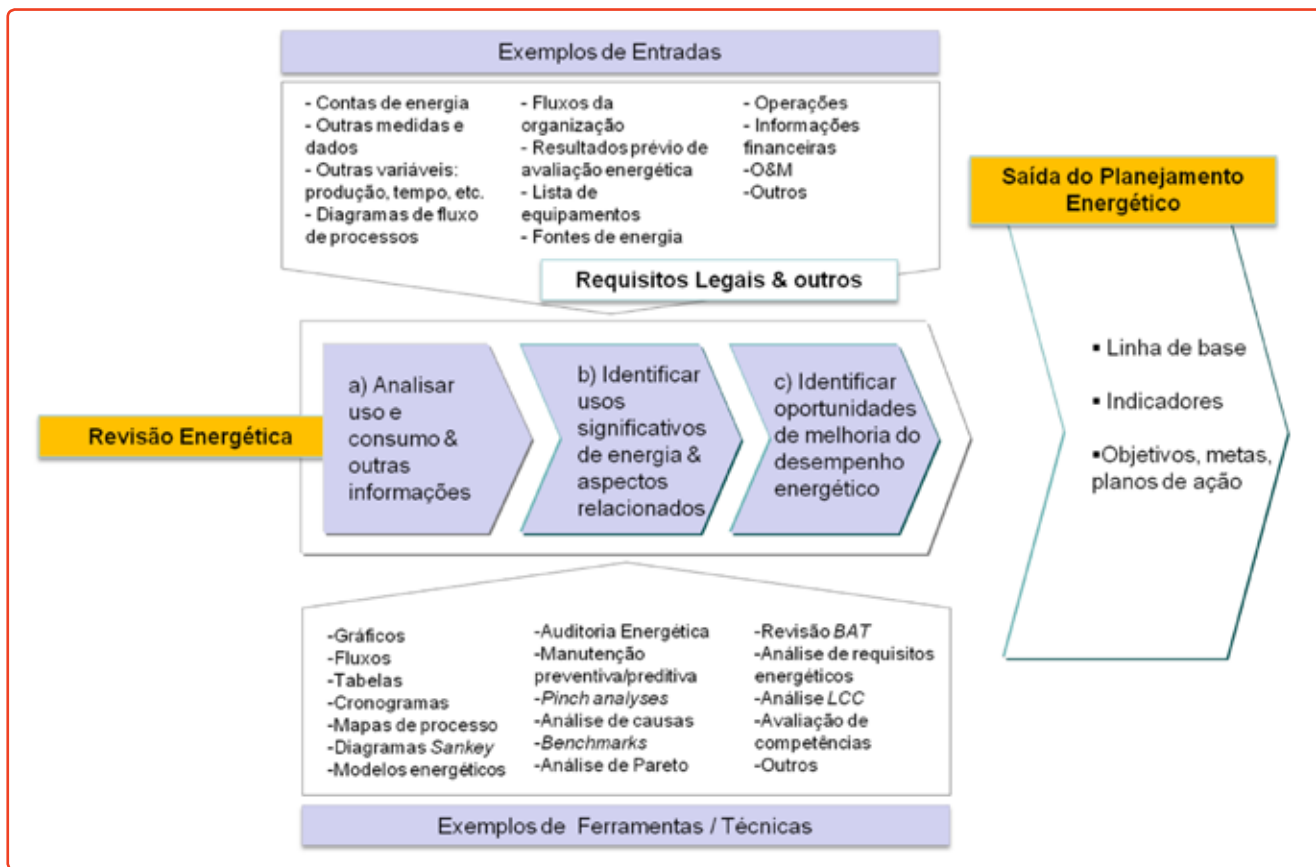 Exemplos de Entradas
- Contas de energia
- Outras medidas e
dados
- Outras variáveis:
produção, tempo, etc.
- Diagramas de fluxo
de processos
- Fluxos da
organização
- Resultados prévio de
avaliação energética
- Lista de
equipamentos
- Fontes de energia
- Operações
- Informações
financeiras
-O&M
-Outros
Requisitos Legais & outros
Saída do Planejamento
Energético
Revisão Energética
a) Analisar
uso e
consumo &
outras
informações
b) Identificar
usos
significativos
de energia &
aspectos
relacionados
c) Identificar
oportunidades
de melhoria do
desempenho
energético
▪ Linha de base
▪ Indicadores
▪Objetivos, metas,
planos de ação
-Gráficos
-Fluxos
-Tabelas
-Cronogramas
-Mapas de processo
-Diagramas Sankey
-Modelos energéticos
-Auditoria Energética
-Manutenção
preventiva/preditiva
-Pinch analyses
-Análise de causas
-Benchmarks
-Análise de Pareto
-Revisão BAT
-Análise de requisitos
energéticos
-Análise LCC
-Avaliação de
competências
-Outros
Exemplos de Ferramentas / Técnicas